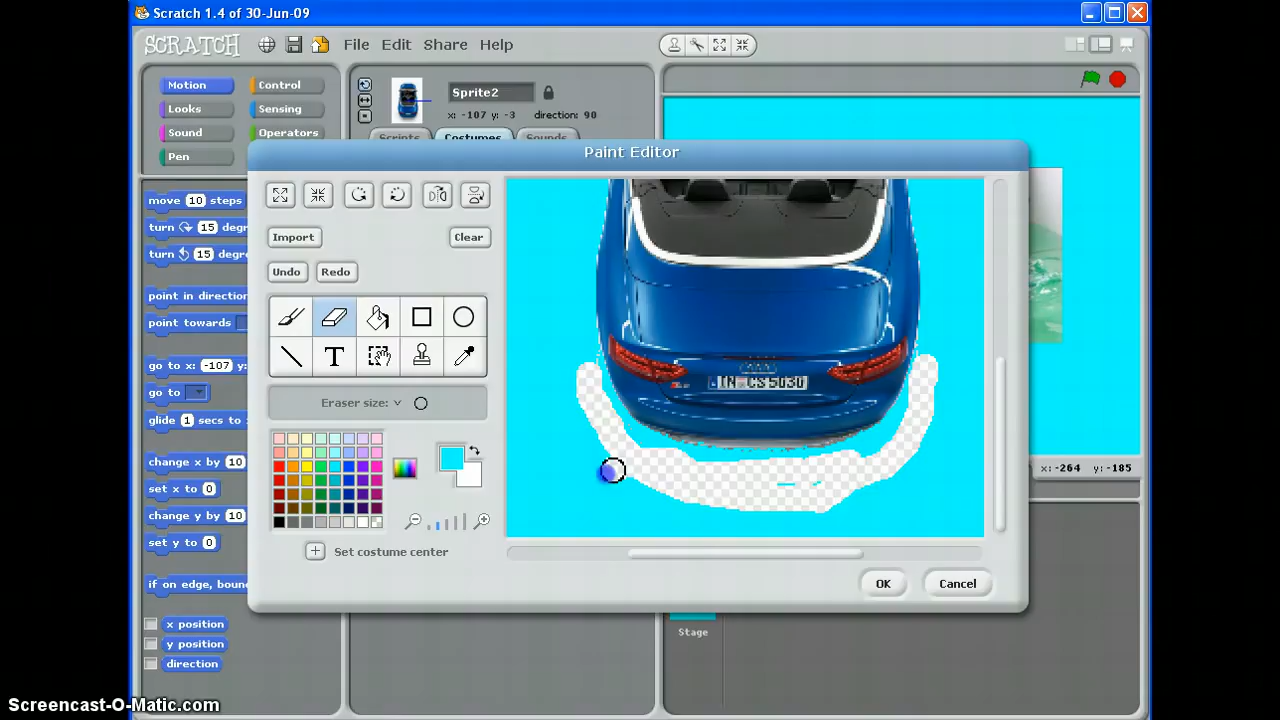 Scratch 1.4 of 30-Jun-09
SCRATCH File Edit Share Help
Motion Control
Looks Sensing
Sound Operators
Pen
Sprite2
x: -107 y: -3 direction: 90
Scripts Costumes Sounds
Paint Editor
Import Clear
Undo Redo
T
Eraser size:
Set costume center
OK Cancel
IN CS 5030
move 10 steps
turn 15 degr
turn 15 degre
point in direction
point towards
go to x: -107 y:
go to
glide 1 secs to
change x by 10
set x to 0
change y by 10
set y to 0
if on edge, bounc
x position
y position
direction
x: -264 y: -185
Stage
Screencast-O-Matic.com